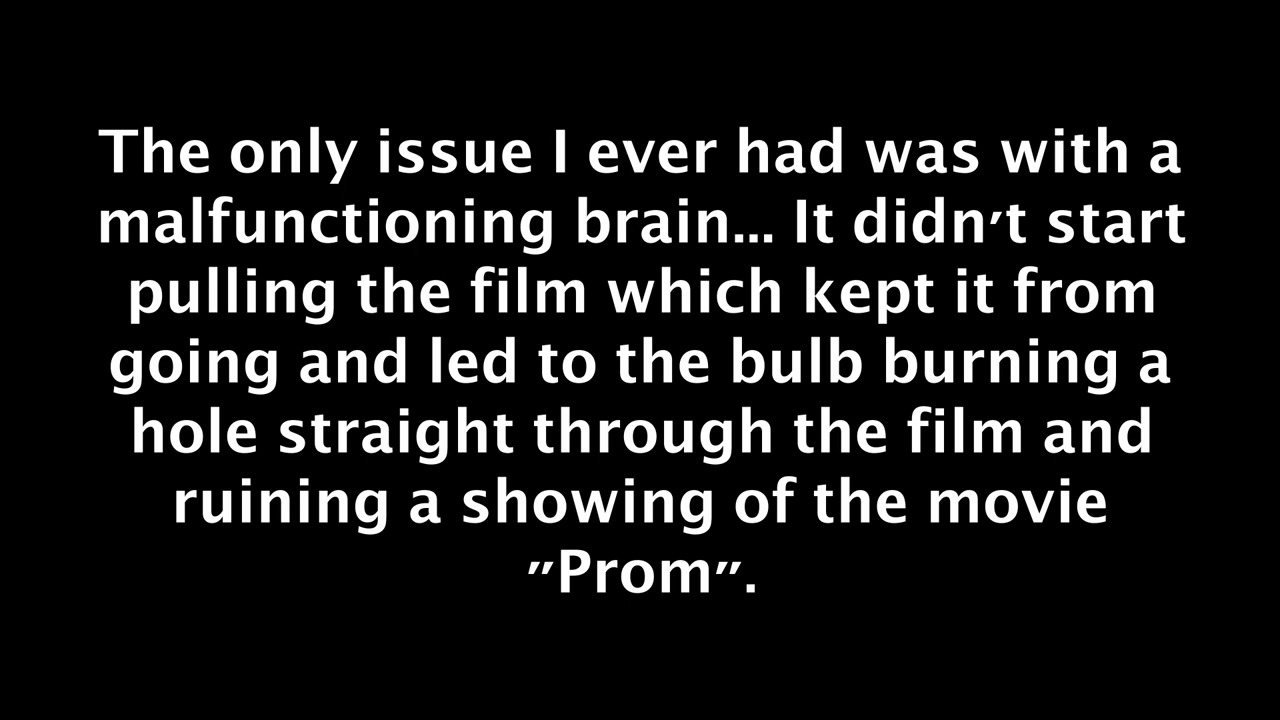 The only issue I ever had was with a
malfunctioning brain... It didn't start
pulling the film which kept it from
going and led to the bulb burning a
hole straight through the film and
ruining a showing of the movie
"Prom".